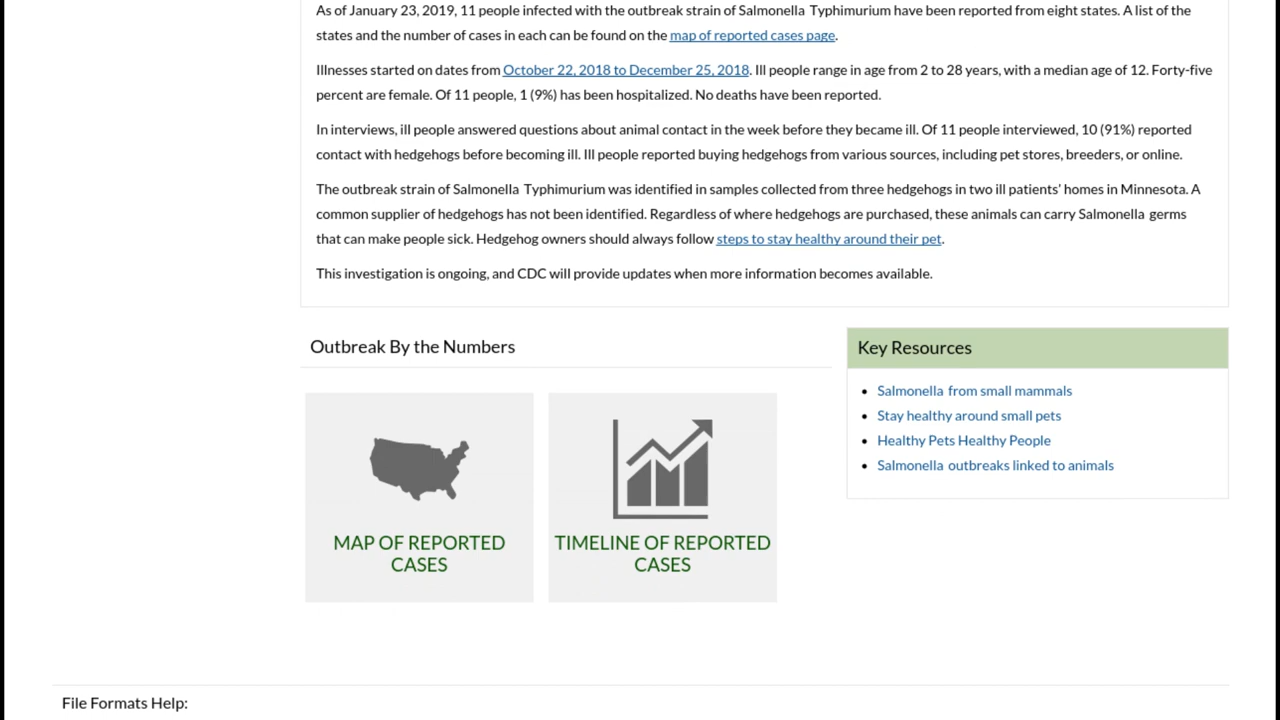 As of January 23, 2019, 11 people infected with the outbreak strain of Salmonella Typhimurium have been reported from eight states. A list of the
states and the number of cases in each can be found on the map of reported cases page.
Illnesses started on dates from October 22, 2018 to December 25, 2018. Ill people range in age from 2 to 28 years, with a median age of 12. Forty-five
percent are female. Of 11 people, 1 (9%) has been hospitalized. No deaths have been reported.
In interviews, ill people answered questions about animal contact in the week before they became ill. Of 11 people interviewed, 10 (91%) reported
contact with hedgehogs before becoming ill. Ill people reported buying hedgehogs from various sources, including pet stores, breeders, or online.
The outbreak strain of Salmonella Typhimurium was identified in samples collected from three hedgehogs in two ill patients' homes in Minnesota. A
common supplier of hedgehogs has not been identified. Regardless of where hedgehogs are purchased, these animals can carry Salmonella germs
that can make people sick. Hedgehog owners should always follow steps to stay healthy around their pet.
This investigation is ongoing, and CDC will provide updates when more information becomes available.
Outbreak By the Numbers
MAP OF REPORTED
CASES
TIMELINE OF REPORTED
CASES
Key Resources
• Salmonella from small mammals
• Stay healthy around small pets
• Healthy Pets Healthy People
• Salmonella outbreaks linked to animals
File Formats Help: